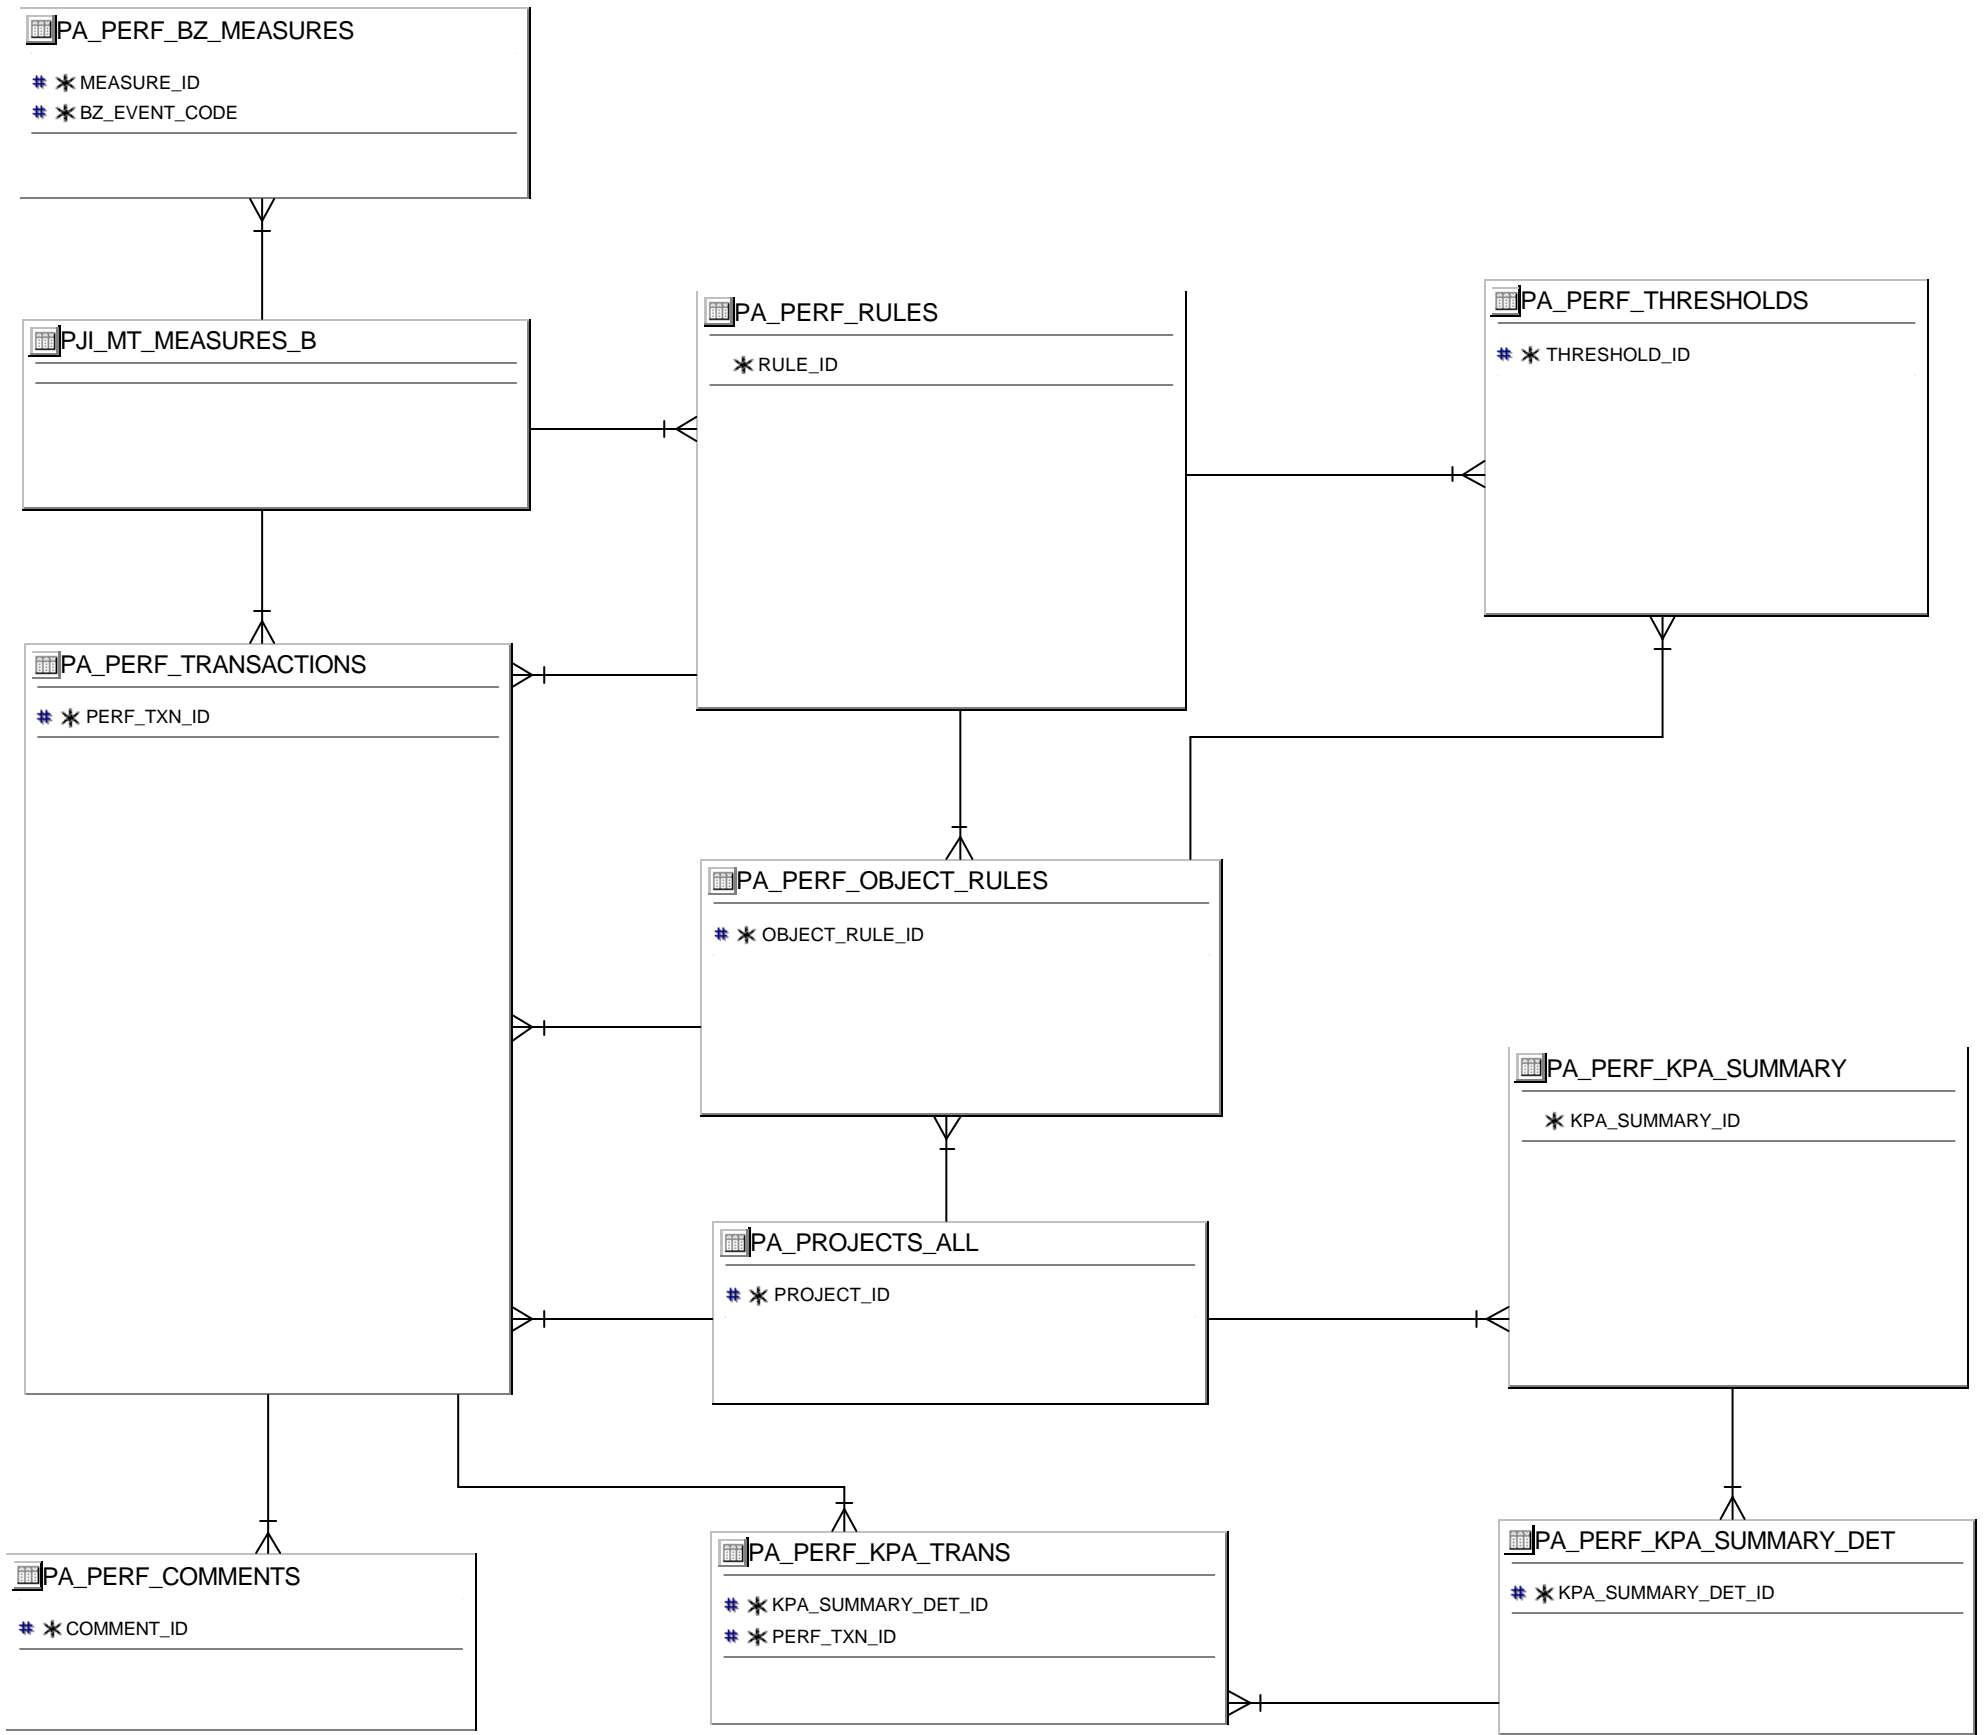 PA_PERF_BZ_MEASURES
# * MEASURE_ID
# * BZ_EVENT_CODE
PJI_MT_MEASURES_B
PA_PERF_RULES
* RULE_ID
PA_PERF_THRESHOLDS
# * THRESHOLD_ID
PA_PERF_TRANSACTIONS
# * PERF_TXN_ID
PA_PERF_OBJECT_RULES
# * OBJECT_RULE_ID
PA_PERF_KPA_SUMMARY
* KPA_SUMMARY_ID
PA_PROJECTS_ALL
# * PROJECT_ID
PA_PERF_COMMENTS
# * COMMENT_ID
PA_PERF_KPA_TRANS
# * KPA_SUMMARY_DET_ID
# * PERF_TXN_ID
PA_PERF_KPA_SUMMARY_DET
# * KPA_SUMMARY_DET_ID